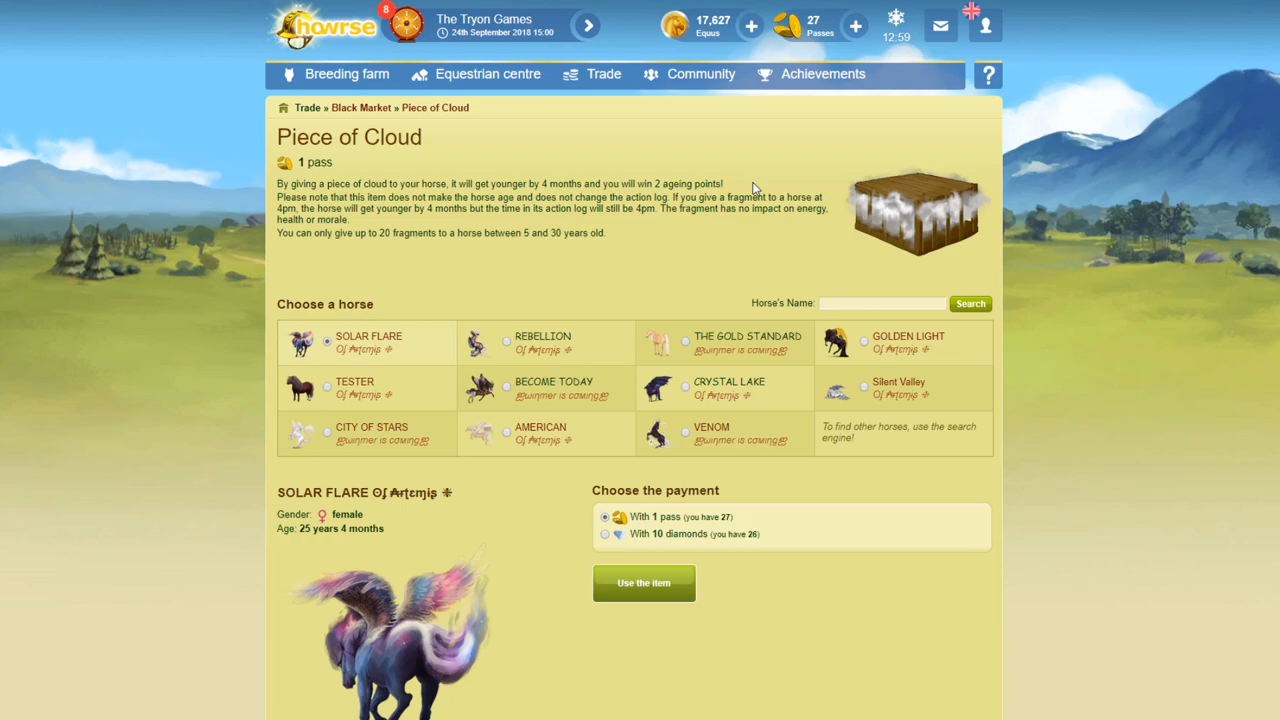 howrse
8
The Tryon Games
24th September 2018 15:00
17,627
Equus
27
Passes
12:59
Breeding farm
Equestrian centre
Trade
Community
Achievements
?
Trade » Black Market » Piece of Cloud
Piece of Cloud
1 pass
By giving a piece of cloud to your horse, it will get younger by 4 months and you will win 2 ageing points!
Please note that this item does not make the horse age and does not change the action log. If you give a fragment to a horse at
4pm, the horse will get younger by 4 months but the time in its action log will still be 4pm. The fragment has no impact on energy,
health or morale.
You can only give up to 20 fragments to a horse between 5 and 30 years old.
Choose a horse
Horse's Name:
Search
SOLAR FLARE
REBELLION
THE GOLD STANDARD
GOLDEN LIGHT
TESTER
BECOME TODAY
CRYSTAL LAKE
Silent Valley
CITY OF STARS
AMERICAN
VENOM
To find other horses, use the search
engine!
SOLAR FLARE
Gender: female
Age: 25 years 4 months
Choose the payment
With 1 pass (you have 27)
With 10 diamonds (you have 26)
Use the item